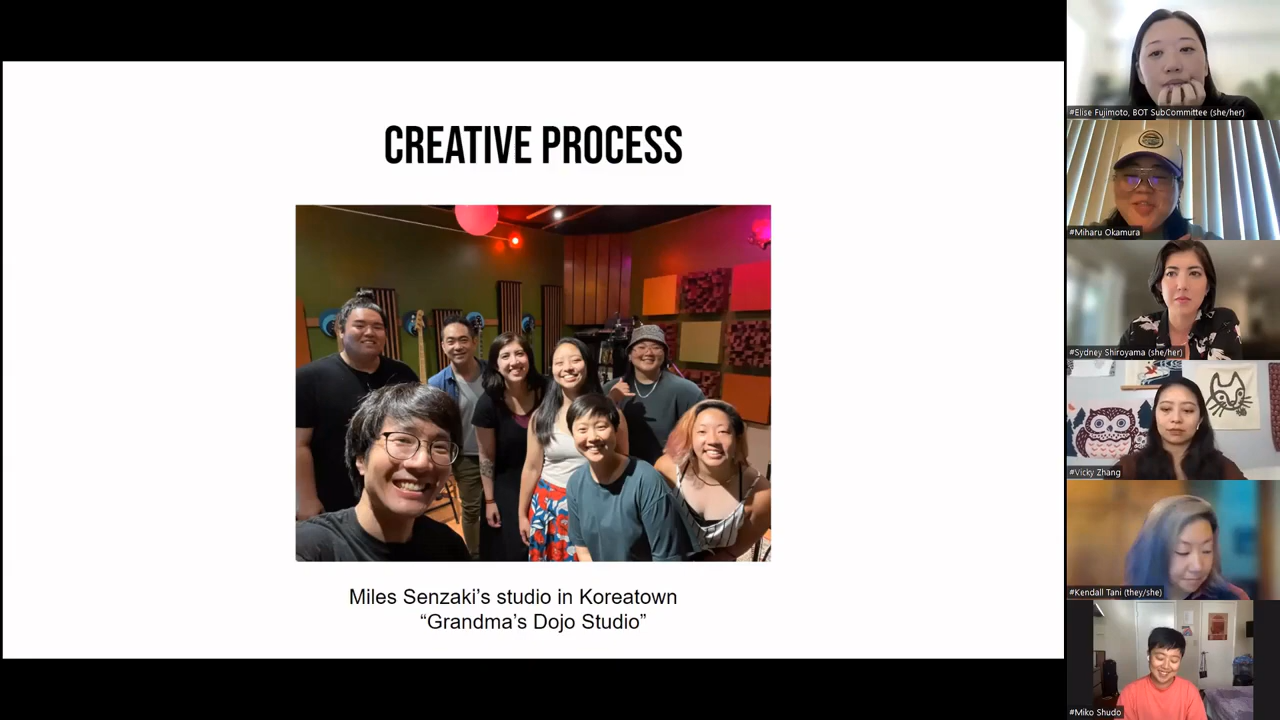 CREATIVE PROCESS
Miles Senzaki's studio in Koreatown
“Grandma's Dojo Studio”
#Elise Fujimoto, BOT SubCommittee (she/her)
#Miharu Okamura
#Sydney Shiroyama (she/her)
#Vicky Zhang
#Kendall Tani (they/she)
#Miko Shudo